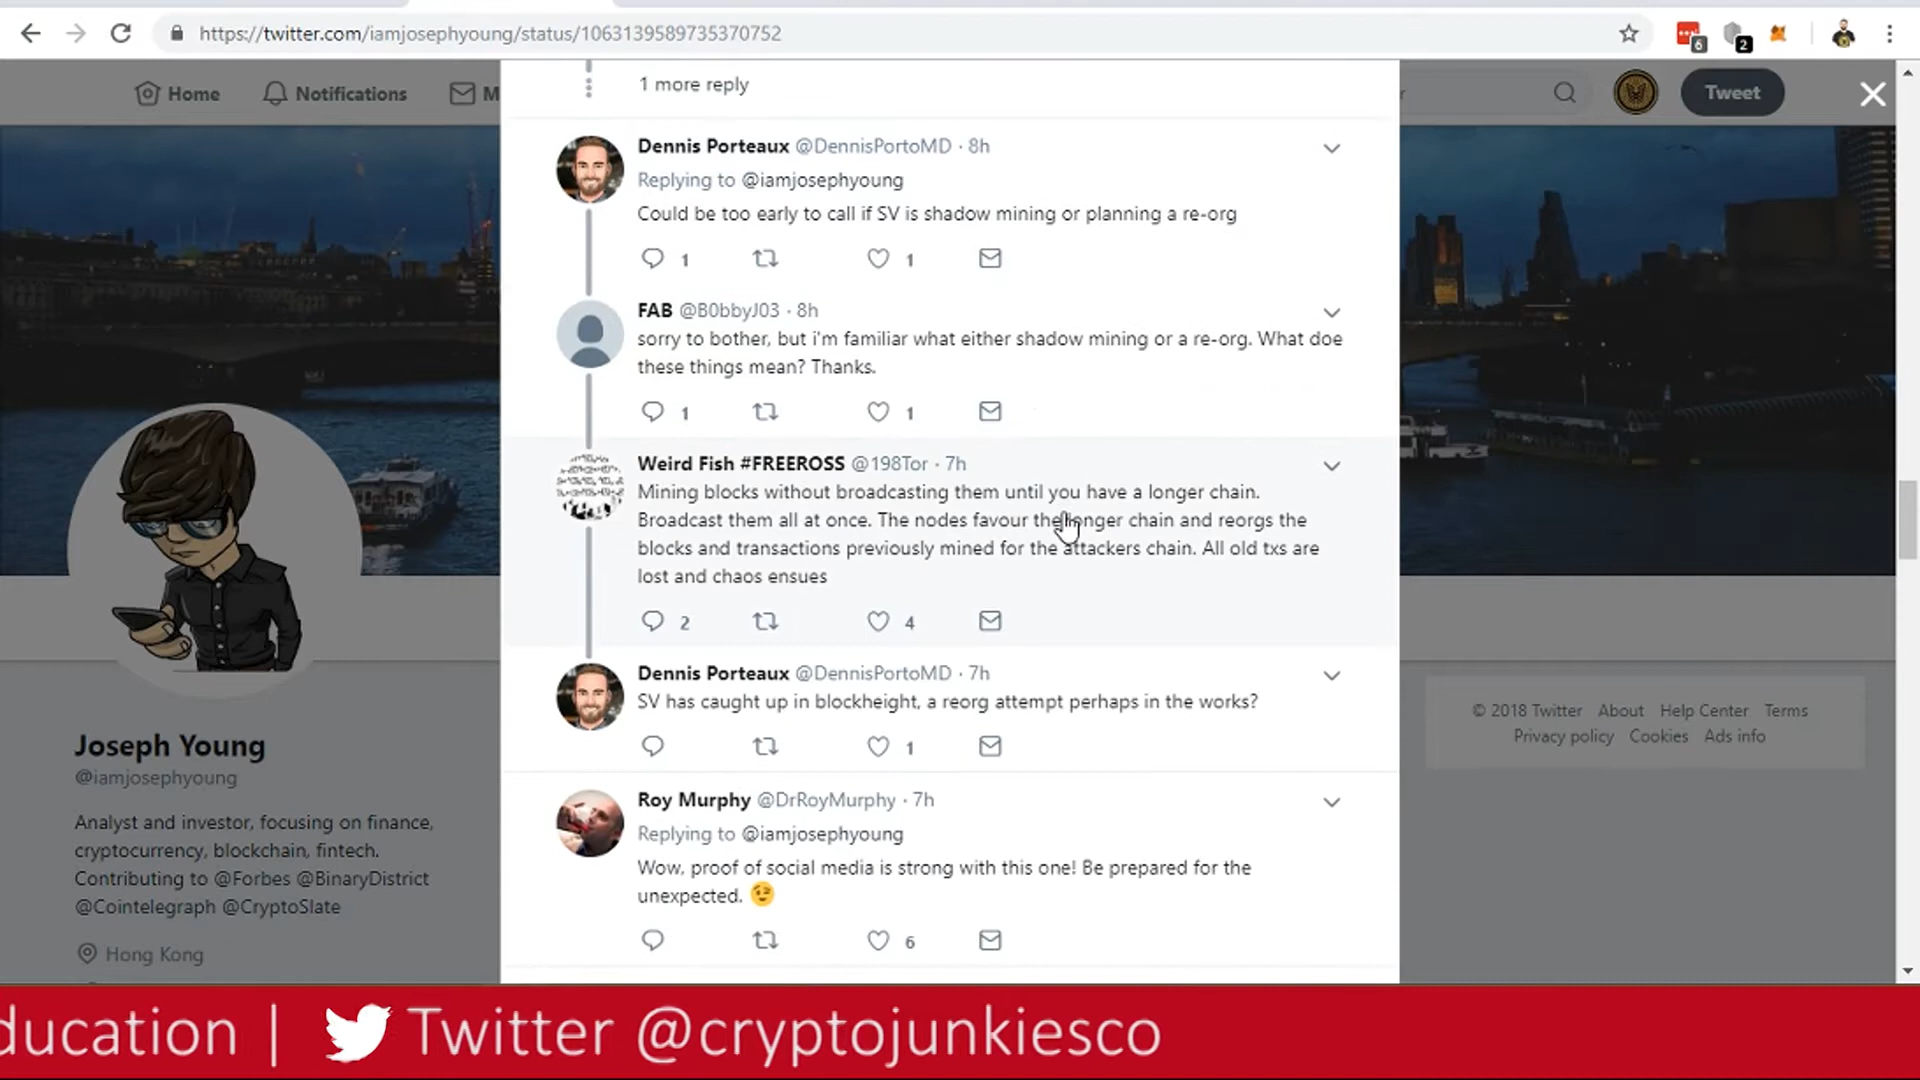 https://twitter.com/iamjosephyoung/status/1063139589735370752
6
2
Home
Notifications
M
Tweet
1 more reply
Dennis Porteaux @DennisPortoMD · 8h
Replying to @iamjosephyoung
Could be too early to call if SV is shadow mining or planning a re-org
1
1
FAB @B0bbyJ03 · 8h
sorry to bother, but i'm familiar what either shadow mining or a re-org. What doe
these things mean? Thanks.
1
1
Weird Fish #FREEROSS @198Tor · 7h
Mining blocks without broadcasting them until you have a longer chain.
Broadcast them all at once. The nodes favour the longer chain and reorgs the
blocks and transactions previously mined for the attackers chain. All old txs are
lost and chaos ensues
2
4
Dennis Porteaux @DennisPortoMD · 7h
SV has caught up in blockheight, a reorg attempt perhaps in the works?
1
Roy Murphy @DrRoyMurphy · 7h
Replying to @iamjosephyoung
Wow, proof of social media is strong with this one! Be prepared for the
unexpected. 😉
6
Joseph Young
@iamjosephyoung
Analyst and investor, focusing on finance,
cryptocurrency, blockchain, fintech.
Contributing to @Forbes @BinaryDistrict
@Cointelegraph @CryptoSlate
Hong Kong
© 2018 Twitter About Help Center Terms
Privacy policy Cookies Ads info
ducation | Twitter @cryptojunkiesco